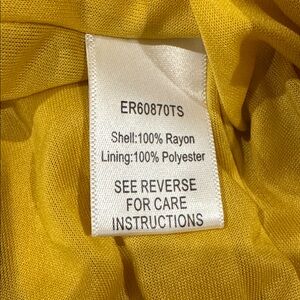 ER60870TS
Shell:100% Rayon
Lining:100% Polyester
SEE REVERSE
FOR CARE
INSTRUCTIONS